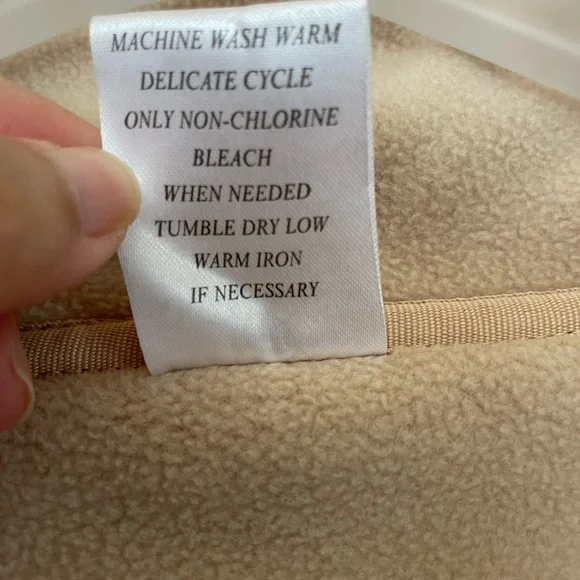 MACHINE WASH WARM
DELICATE CYCLE
ONLY NON-CHLORINE
BLEACH
WHEN NEEDED
TUMBLE DRY LOW
WARM IRON
IF NECESSARY